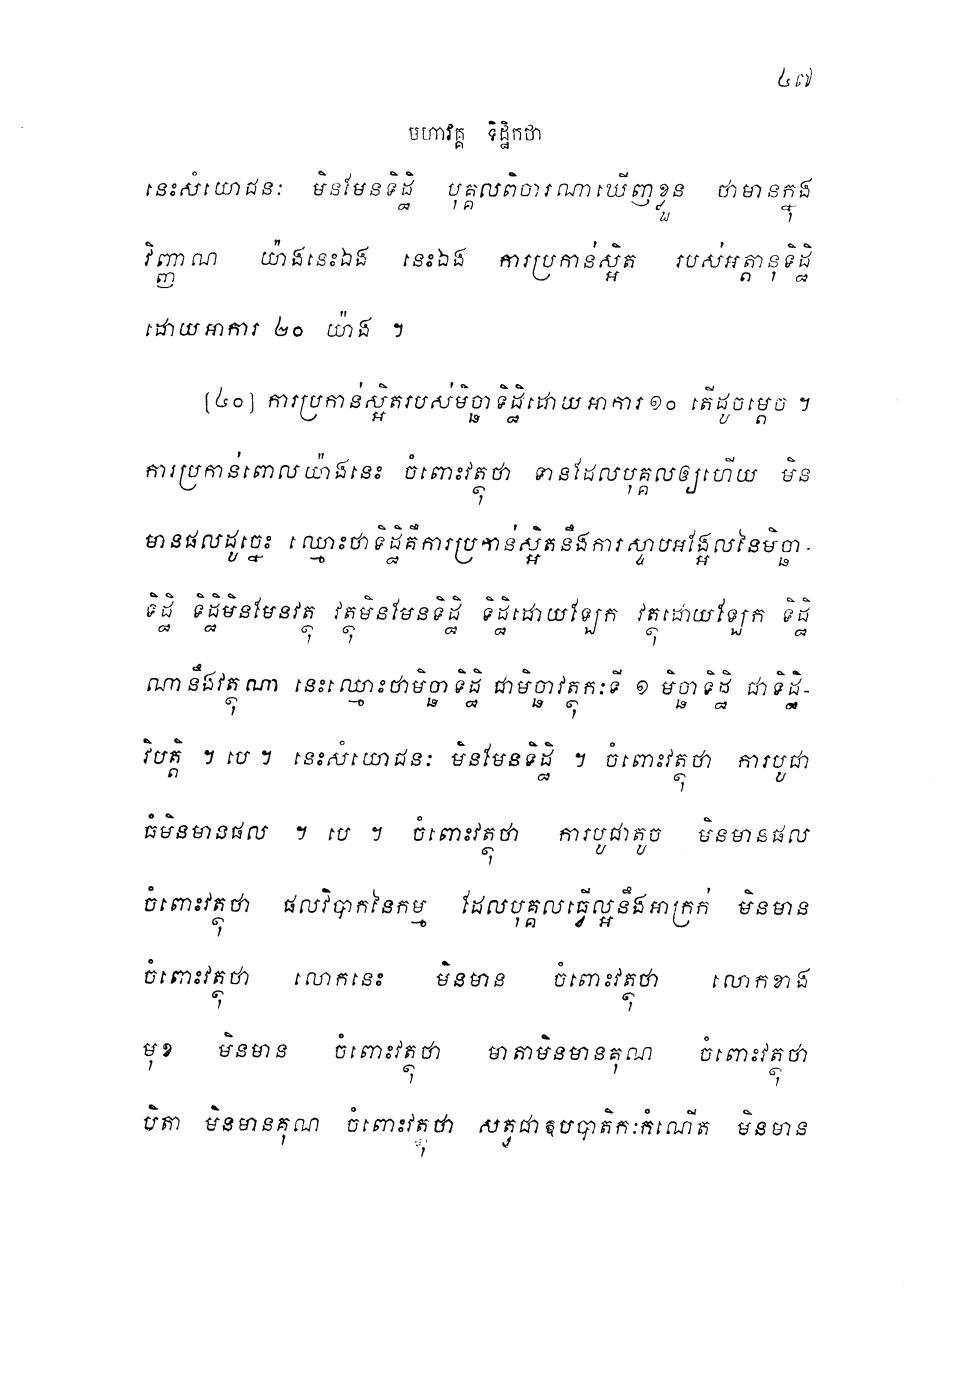 ៤៧
មហាវគ្គ ទិដ្ឋិកថា
នេះសំយោជនៈ មិនមែនទិដ្ឋិ បុគ្គលពិចារណាឃើញខ្លួន ថាមានក្នុង
វិញ្ញាណ យ៉ាងនេះឯង នេះឯង ការប្រកាន់ស្អិត របស់អត្តានុទិដ្ឋិ
ដោយអាការ ២០ យ៉ាង ។
[៤០] ការប្រកាន់ស្អិតរបស់មិច្ឆាទិដ្ឋិដោយអាការ ១០ តើដូចម្តេច ។
ការប្រកាន់ពោលយ៉ាងនេះ ចំពោះវត្ថុថា ទានដែលបុគ្គលឲ្យហើយ មិន
មានផលដូច្នេះ ឈ្មោះថាទិដ្ឋិគឺការប្រកាន់ស្អិតនឹងការស្ទាបអង្អែលនៃមិច្ឆា-
ទិដ្ឋិ ទិដ្ឋិមិនមែនវត្ថុ វត្ថុមិនមែនទិដ្ឋិ ទិដ្ឋិដោយឡែក វត្ថុដោយឡែក ទិដ្ឋិ
ណានឹងវត្ថុណា នេះឈ្មោះថាមិច្ឆាទិដ្ឋិ ជាមិច្ឆាវត្ថុកៈទី ១ មិច្ឆាទិដ្ឋិ ជាទិដ្ឋិ-
វិបត្តិ ។ បេ ។ នេះសំយោជនៈ មិនមែនទិដ្ឋិ ។ ចំពោះវត្ថុថា ការបូជា
ធំមិនមានផល ។ បេ ។ ចំពោះវត្ថុថា ការបូជាតូច មិនមានផល
ចំពោះវត្ថុថា ផលវិបាកនៃកម្ម ដែលបុគ្គលធ្វើល្អនឹងអាក្រក់ មិនមាន
ចំពោះវត្ថុថា លោកនេះ មិនមាន ចំពោះវត្ថុថា លោកខាង
មុខ មិនមាន ចំពោះវត្ថុថា មាតាមិនមានគុណ ចំពោះវត្ថុថា
បិតា មិនមានគុណ ចំពោះវត្ថុថា សត្វជាឧបបាតិកៈកំណើត មិនមាន